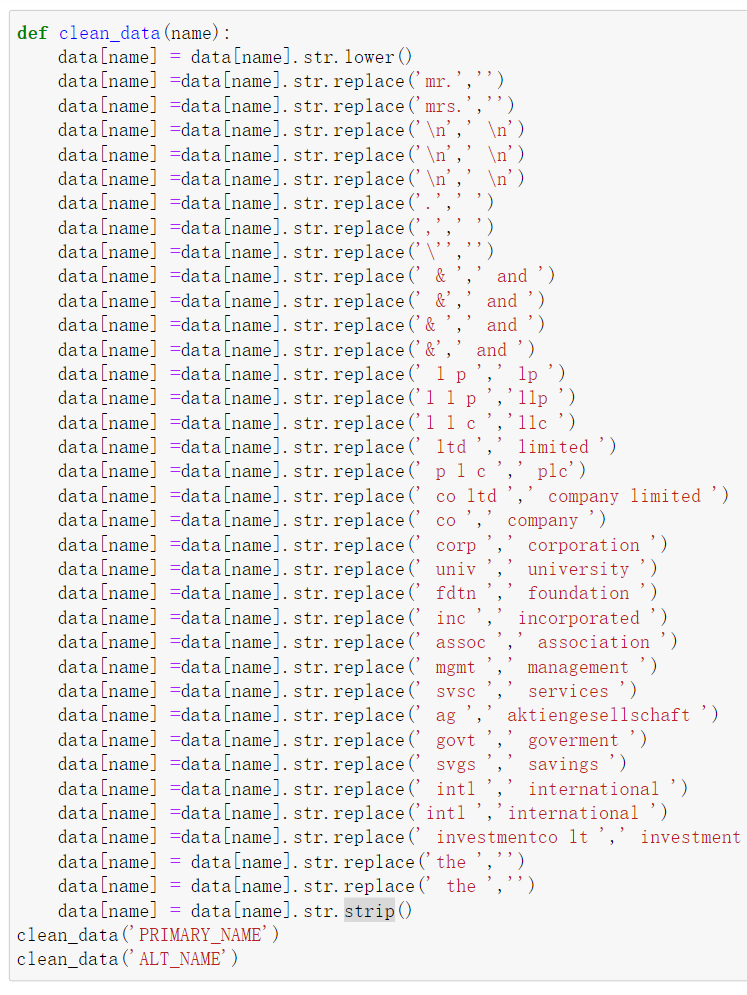 def clean_data(name):
    data[name] = data[name].str.lower()
    data[name] =data[name].str.replace('mr.','')
    data[name] =data[name].str.replace('mrs.','')
    data[name] =data[name].str.replace('\n',' \n')
    data[name] =data[name].str.replace('\n',' \n')
    data[name] =data[name].str.replace('\n',' \n')
    data[name] =data[name].str.replace('.',' ')
    data[name] =data[name].str.replace(',',' ')
    data[name] =data[name].str.replace('\'','')
    data[name] =data[name].str.replace(' & ',' and ')
    data[name] =data[name].str.replace(' &',' and ')
    data[name] =data[name].str.replace('& ',' and ')
    data[name] =data[name].str.replace('&',' and ')
    data[name] =data[name].str.replace(' l p ',' lp ')
    data[name] =data[name].str.replace('l l p ','llp ')
    data[name] =data[name].str.replace('l l c ','llc ')
    data[name] =data[name].str.replace(' ltd ',' limited ')
    data[name] =data[name].str.replace(' p l c ',' plc')
    data[name] =data[name].str.replace(' co ltd ',' company limited ')
    data[name] =data[name].str.replace(' co ',' company ')
    data[name] =data[name].str.replace(' corp ',' corporation ')
    data[name] =data[name].str.replace(' univ ',' university ')
    data[name] =data[name].str.replace(' fdtn ',' foundation ')
    data[name] =data[name].str.replace(' inc ',' incorporated ')
    data[name] =data[name].str.replace(' assoc ',' association ')
    data[name] =data[name].str.replace(' mgmt ',' management ')
    data[name] =data[name].str.replace(' svsc ',' services ')
    data[name] =data[name].str.replace(' ag ',' aktiengesellschaft ')
    data[name] =data[name].str.replace(' govt ',' goverment ')
    data[name] =data[name].str.replace(' svgs ',' savings ')
    data[name] =data[name].str.replace(' intl ',' international ')
    data[name] =data[name].str.replace('intl ','international ')
    data[name] =data[name].str.replace(' investmentco lt ',' investment
    data[name] = data[name].str.replace('the ','')
    data[name] = data[name].str.replace(' the ','')
    data[name] = data[name].str.strip()
clean_data('PRIMARY_NAME')
clean_data('ALT_NAME')